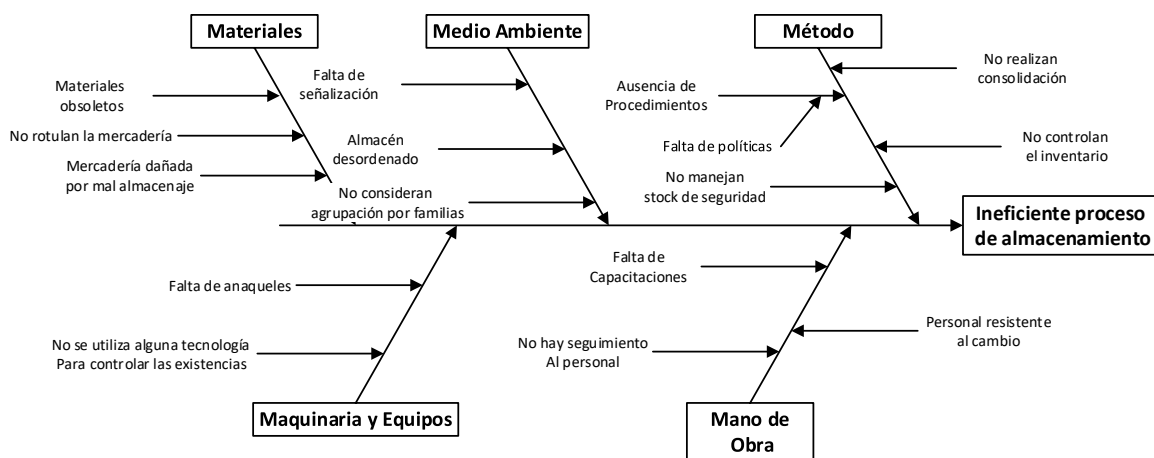 Materiales
Medio Ambiente
Método
Materiales
obsoletos
No rotulan la mercadería
Mercadería dañada
por mal almacenaje
Falta de
señalización
Almacén
desordenado
No consideran
agrupación por familias
No realizan
consolidación
Ausencia de
Procedimientos
Falta de políticas
No controlan
el inventario
No manejan
stock de seguridad
Ineficiente proceso
de almacenamiento
Falta de anaqueles
No se utiliza alguna tecnología
Para controlar las existencias
Falta de
Capacitaciones
No hay seguimiento
Al personal
Personal resistente
al cambio
Maquinaria y Equipos
Mano de
Obra